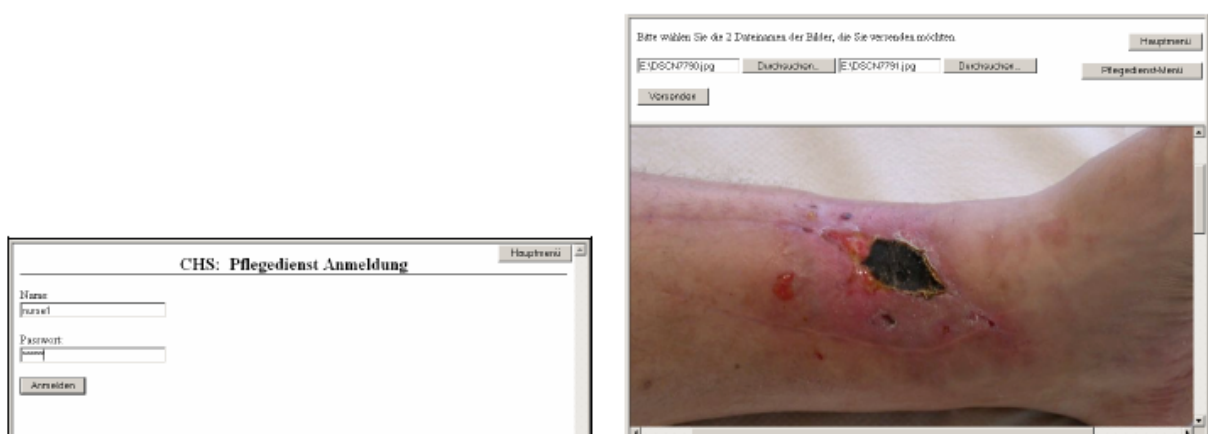 CHS: Pflegedienst Anmeldung
Hauptmenü
Name
nurse1
Passwort:
*****
Anmelden
Bitte wählen Sie die 2 Dateinamen der Bilder, die Sie versenden möchten.
Hauptmenü
E:\DSCN7790.jpg Durchsuchen... E:\DSCN7791.jpg Durchsuchen...
Pflegedienst-Menü
Versenden